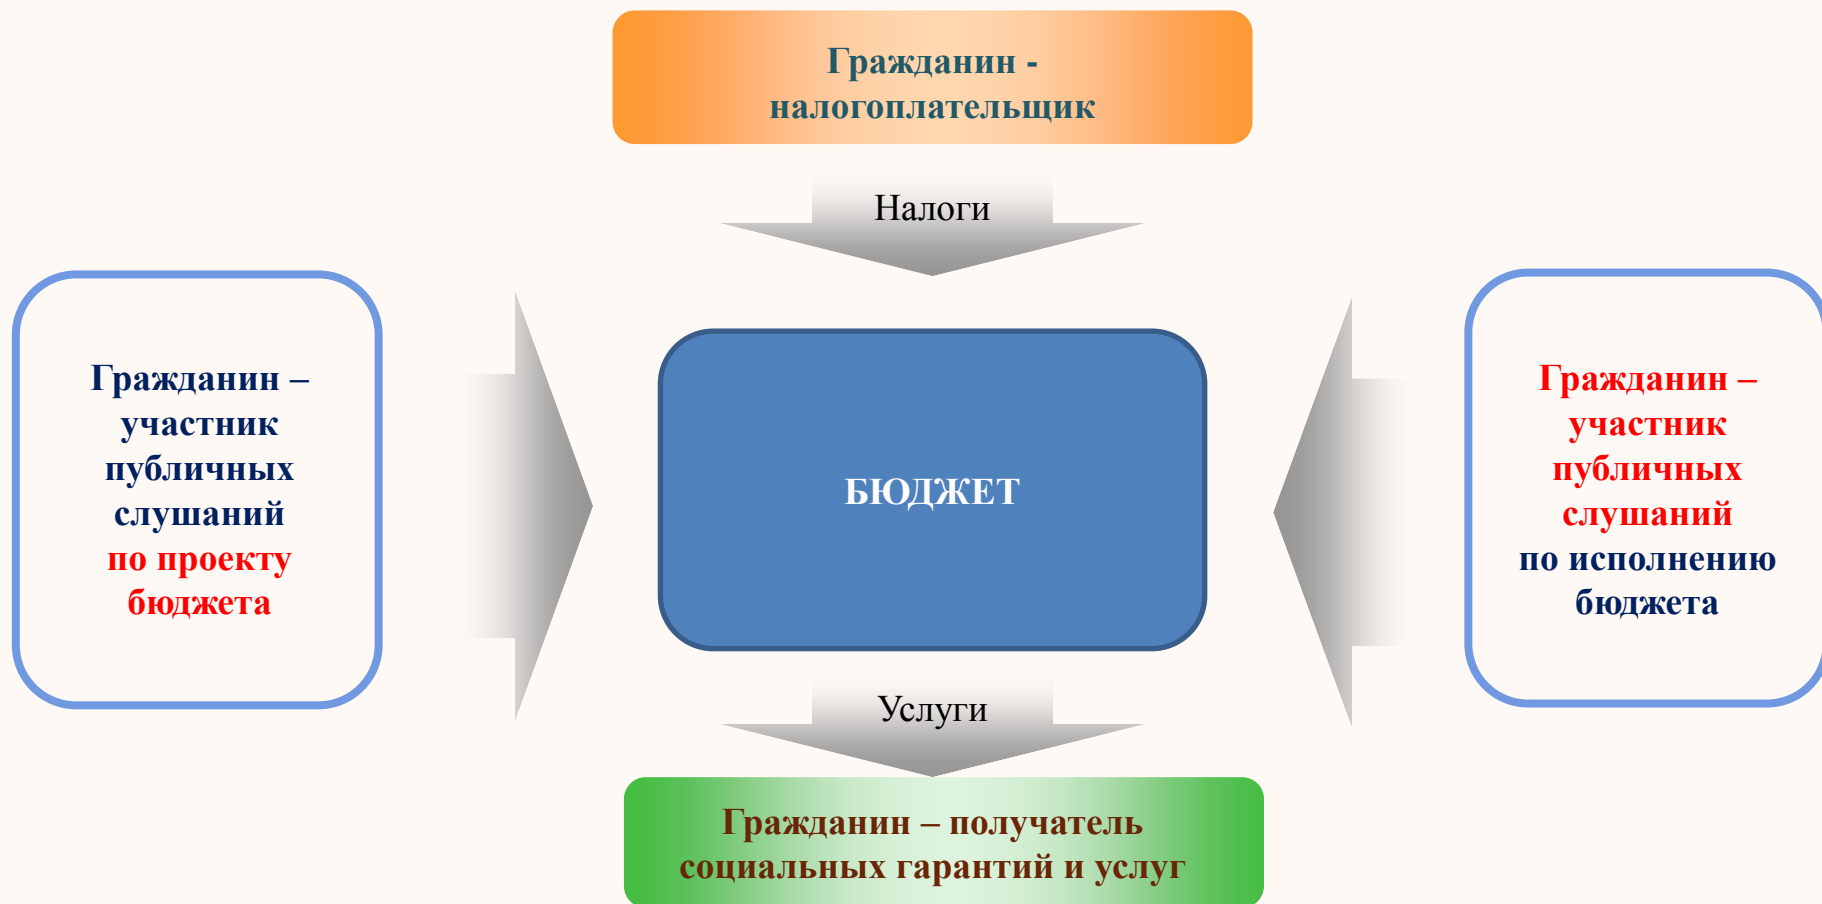 Гражданин -
налогоплательщик
Налоги
Гражданин –
участник
публичных
слушаний
по проекту
бюджета
БЮДЖЕТ
Гражданин –
участник
публичных
слушаний
по исполнению
бюджета
Услуги
Гражданин – получатель
социальных гарантий и услуг